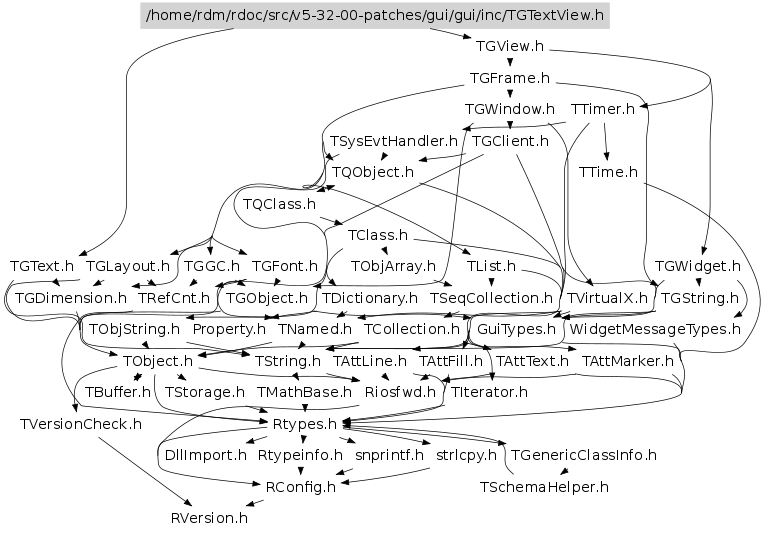 /home/rdm/rdoc/src/v5-32-00-patches/gui/gui/inc/TGTextView.h
TGView.h
TGFrame.h
TGWindow.h TTimer.h
TSysEvtHandler.h TGClient.h
TQObject.h TTime.h
TQClass.h
TClass.h
TGText.h TGLayout.h TGGC.h TGFont.h TObjArray.h TList.h TGWidget.h
TGDimension.h TRefCnt.h TGObject.h TDictionary.h TSeqCollection.h TVirtualX.h TGString.h
TObjString.h Property.h TNamed.h TCollection.h GuiTypes.h WidgetMessageTypes.h
TObject.h TString.h TAttLine.h TAttFill.h TAttText.h TAttMarker.h
TBuffer.h TStorage.h TMathBase.h Riosfwd.h TIterator.h
TVersionCheck.h Rtypes.h
DllImport.h Rtypeinfo.h snprintf.h strlcpy.h TGenericClassInfo.h
RConfig.h TSchemaHelper.h
RVersion.h